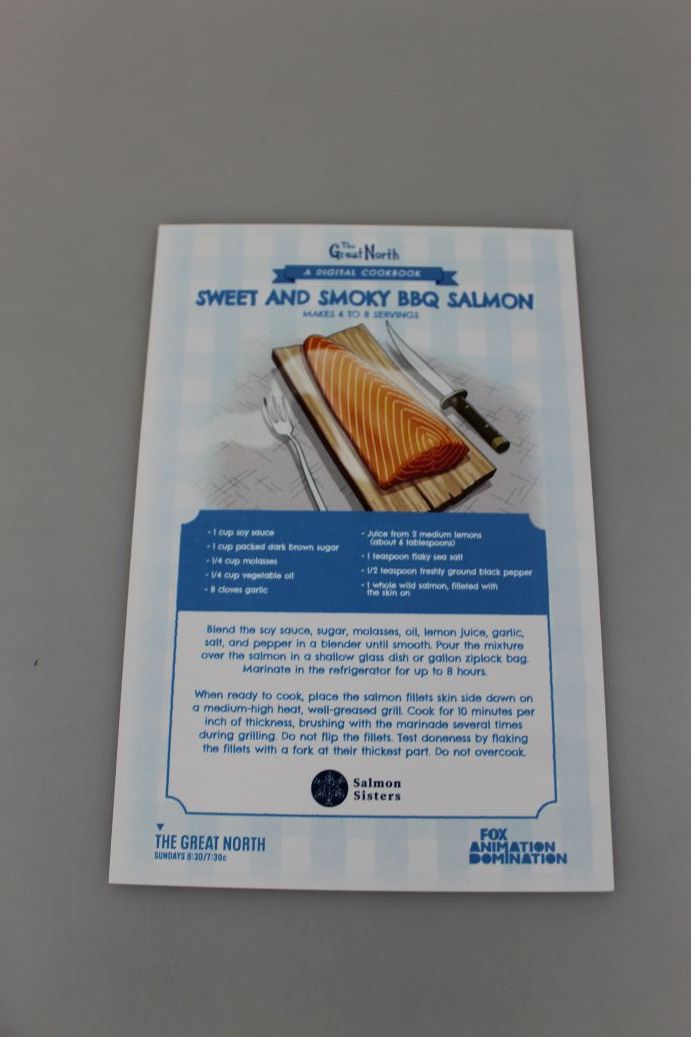 The
Great North
A DIGITAL COOKBOOK
SWEET AND SMOKY BBQ SALMON
MAKES 6 TO 8 SERVINGS
- 1 cup soy sauce
- 1 cup packed dark brown sugar
- 1/4 cup molasses
- 1/4 cup vegetable oil
- 8 cloves garlic
- Juice from 2 medium lemons
(about 6 tablespoons)
- 1 teaspoon flaky sea salt
- 1/2 teaspoon freshly ground black pepper
- 1 whole wild salmon, filleted with
the skin on
Blend the soy sauce, sugar, molasses, oil, lemon juice, garlic,
salt, and pepper in a blender until smooth. Pour the mixture
over the salmon in a shallow glass dish or gallon ziplock bag.
Marinate in the refrigerator for up to 8 hours.
When ready to cook, place the salmon fillets skin side down on
a medium-high heat, well-greased grill. Cook for 10 minutes per
inch of thickness, brushing with the marinade several times
during grilling. Do not flip the fillets. Test doneness by flaking
the fillets with a fork at their thickest part. Do not overcook.
Salmon
Sisters
THE GREAT NORTH
SUNDAYS 8:30/7:30c
FOX
ANIMATION
DOMINATION